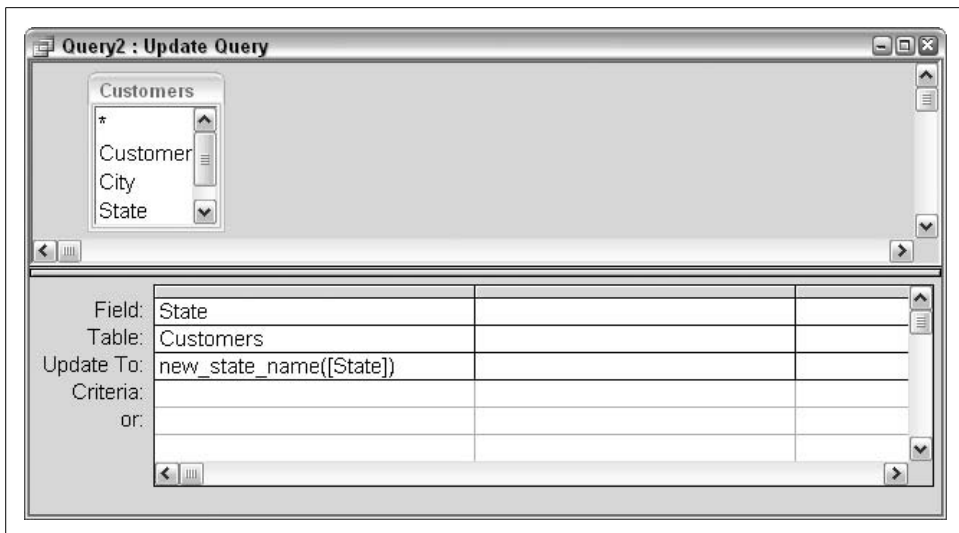 Query2 : Update Query
Customers
*
Customer
City
State
Field: State
Table: Customers
Update To: new_state_name([State])
Criteria:
or: